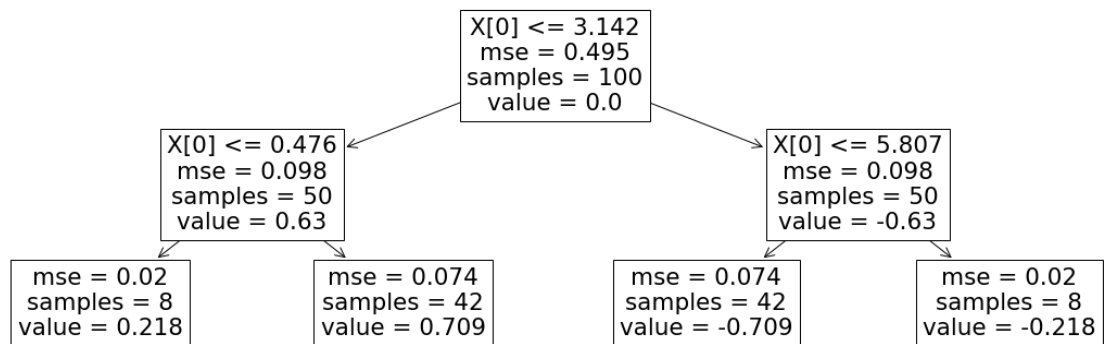 X[0] <= 3.142
mse = 0.495
samples = 100
value = 0.0
X[0] <= 0.476
mse = 0.098
samples = 50
value = 0.63
X[0] <= 5.807
mse = 0.098
samples = 50
value = -0.63
mse = 0.02
samples = 8
value = 0.218
mse = 0.074
samples = 42
value = 0.709
mse = 0.074
samples = 42
value = -0.709
mse = 0.02
samples = 8
value = -0.218